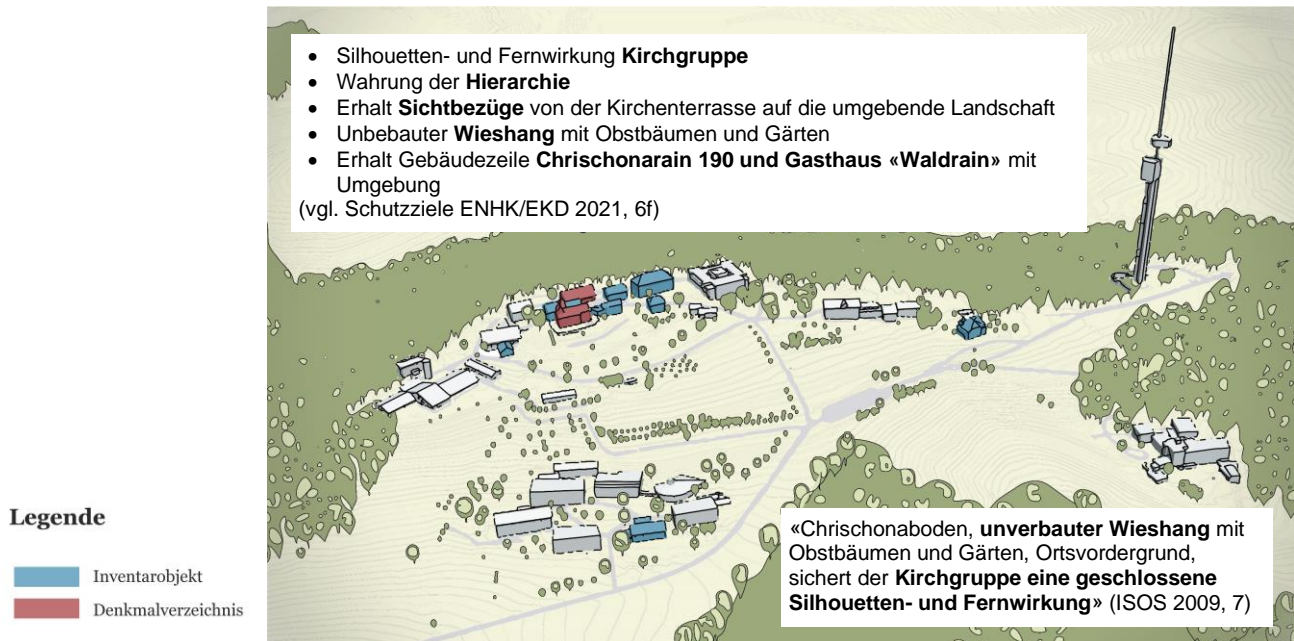 • Silhouetten- und Fernwirkung Kirchgruppe
• Wahrung der Hierarchie
• Erhalt Sichtbezüge von der Kirchenterrasse auf die umgebende Landschaft
• Unbebauter Wieshang mit Obstbäumen und Gärten
• Erhalt Gebäudezeile Chrischonarain 190 und Gasthaus «Waldrain» mit
Umgebung
(vgl. Schutzziele ENHK/EKD 2021, 6f)
«Chrischonaboden, unverbauter Wieshang mit
Obstbäumen und Gärten, Ortsvordergrund,
sichert der Kirchgruppe eine geschlossene
Silhouetten- und Fernwirkung» (ISOS 2009, 7)
Legende
Inventarobjekt
Denkmalverzeichnis